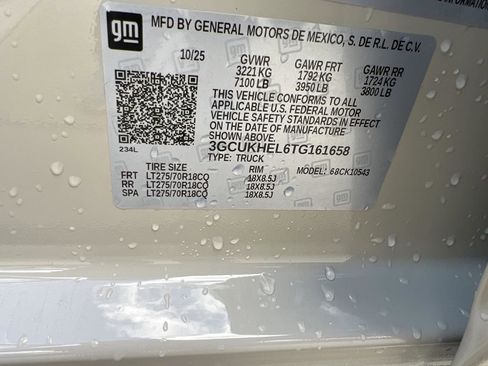 gm
MFD BY GENERAL MOTORS DE MEXICO, S. DE R.L. DE C.V.
10/25 GVWR GAWR FRT GAWR RR
3221 KG 1792 KG 1724 KG
7100 LB 3950 LB 3800 LB
THIS VEHICLE CONFORMS TO ALL
APPLICABLE U.S. FEDERAL MOTOR
VEHICLE SAFETY STANDARDS IN EFFECT
ON THE DATE OF MANUFACTURE
SHOWN ABOVE.
234L 3GCUKHEL6TG161658
TYPE: TRUCK
TIRE SIZE RIM MODEL: 68CK10543
FRT LT275/70R18CO 18X8.5J
RR LT275/70R18CO 18X8.5J
SPA LT275/70R18CO 18X8.5J